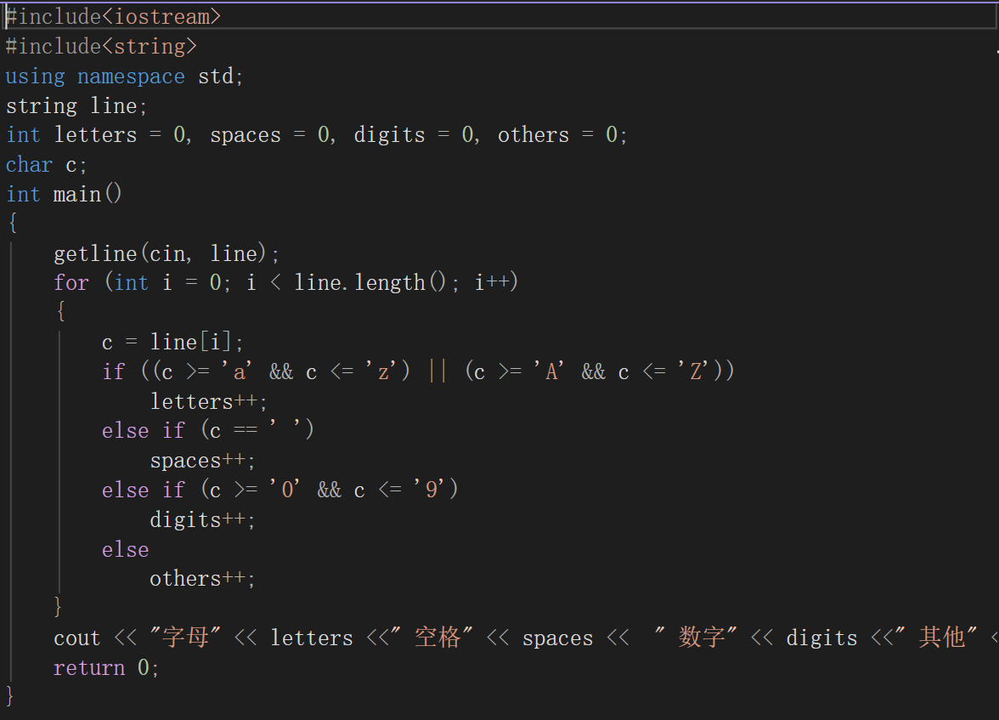 #include<iostream>
#include<string>
using namespace std;
string line;
int letters = 0, spaces = 0, digits = 0, others = 0;
char c;
int main()
{
    getline(cin, line);
    for (int i = 0; i < line.length(); i++)
    {
        c = line[i];
        if ((c >= 'a' && c <= 'z') || (c >= 'A' && c <= 'Z'))
            letters++;
        else if (c == ' ')
            spaces++;
        else if (c >= '0' && c <= '9')
            digits++;
        else
            others++;
    }
    cout << "字母" << letters <<" 空格" << spaces <<  " 数字" << digits <<" 其他" <
    return 0;
}